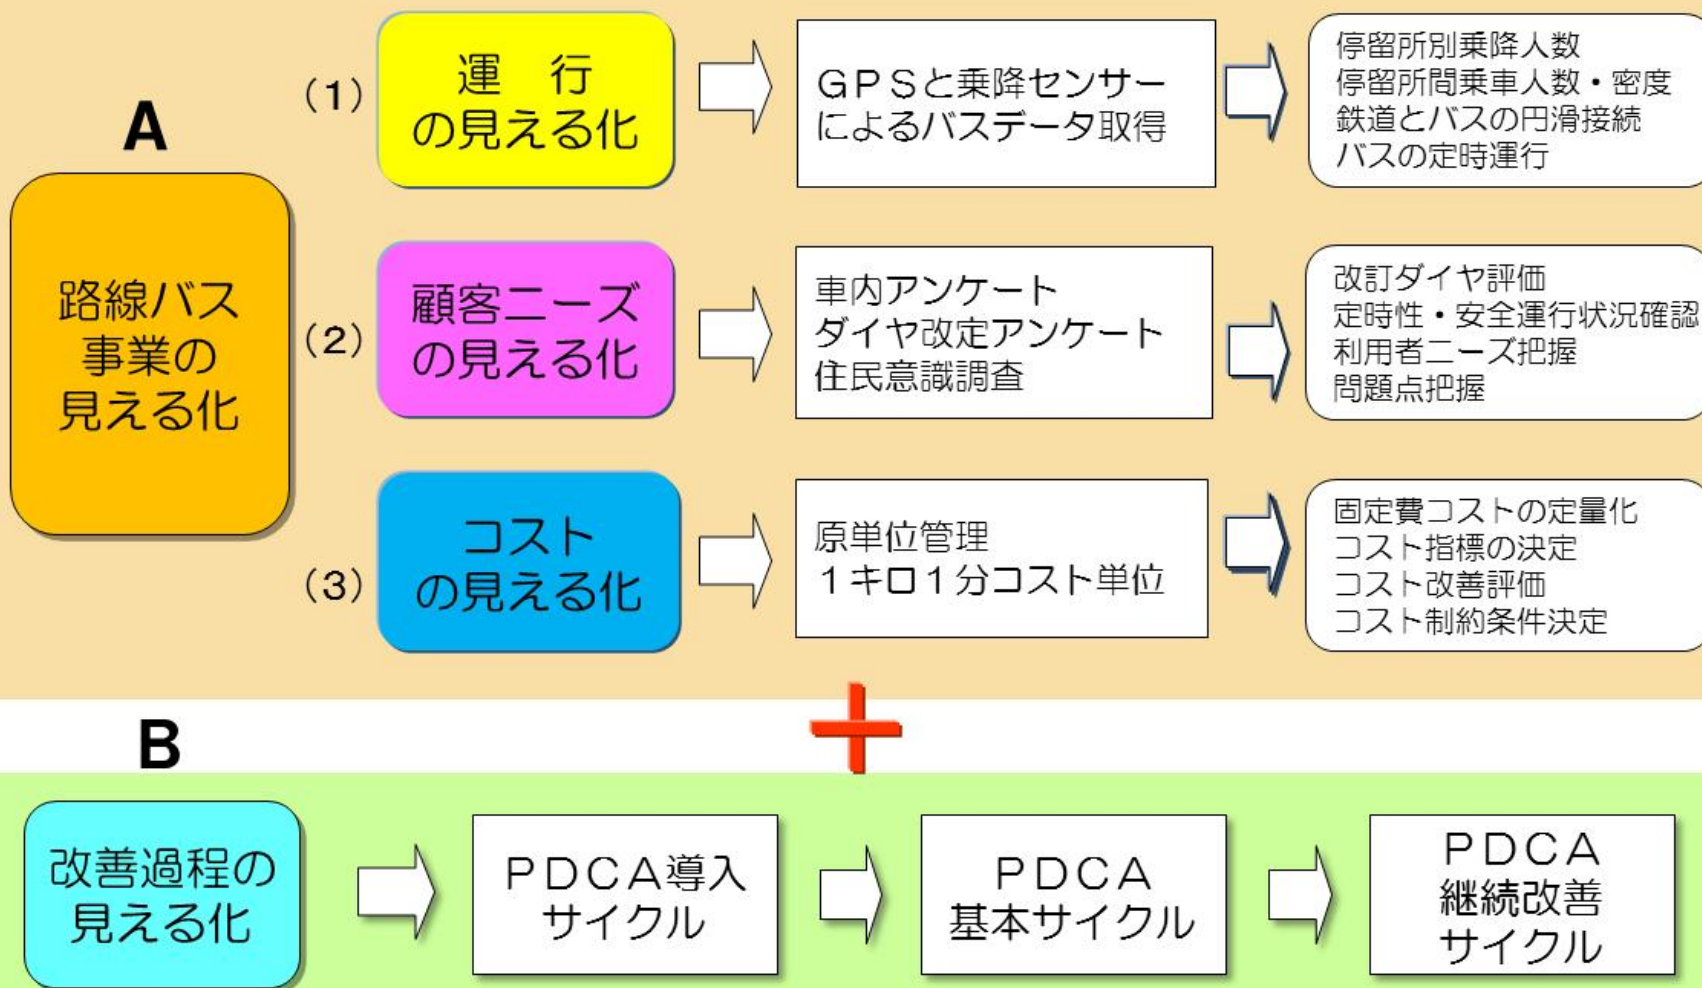 A
路線バス
事業の
見える化
(1)
運　行
の見える化
ＧＰＳと乗降センサー
によるバスデータ取得
停留所別乗降人数
停留所間乗車人数・密度
鉄道とバスの円滑接続
バスの定時運行
(2)
顧客ニーズ
の見える化
車内アンケート
ダイヤ改定アンケート
住民意識調査
改訂ダイヤ評価
定時性・安全運行状況確認
利用者ニーズ把握
問題点把握
(3)
コスト
の見える化
原単位管理
１キロ１分コスト単位
固定費コストの定量化
コスト指標の決定
コスト改善評価
コスト制約条件決定
+
B
改善過程の
見える化
ＰＤＣＡ導入
サイクル
ＰＤＣＡ
基本サイクル
ＰＤＣＡ
継続改善
サイクル